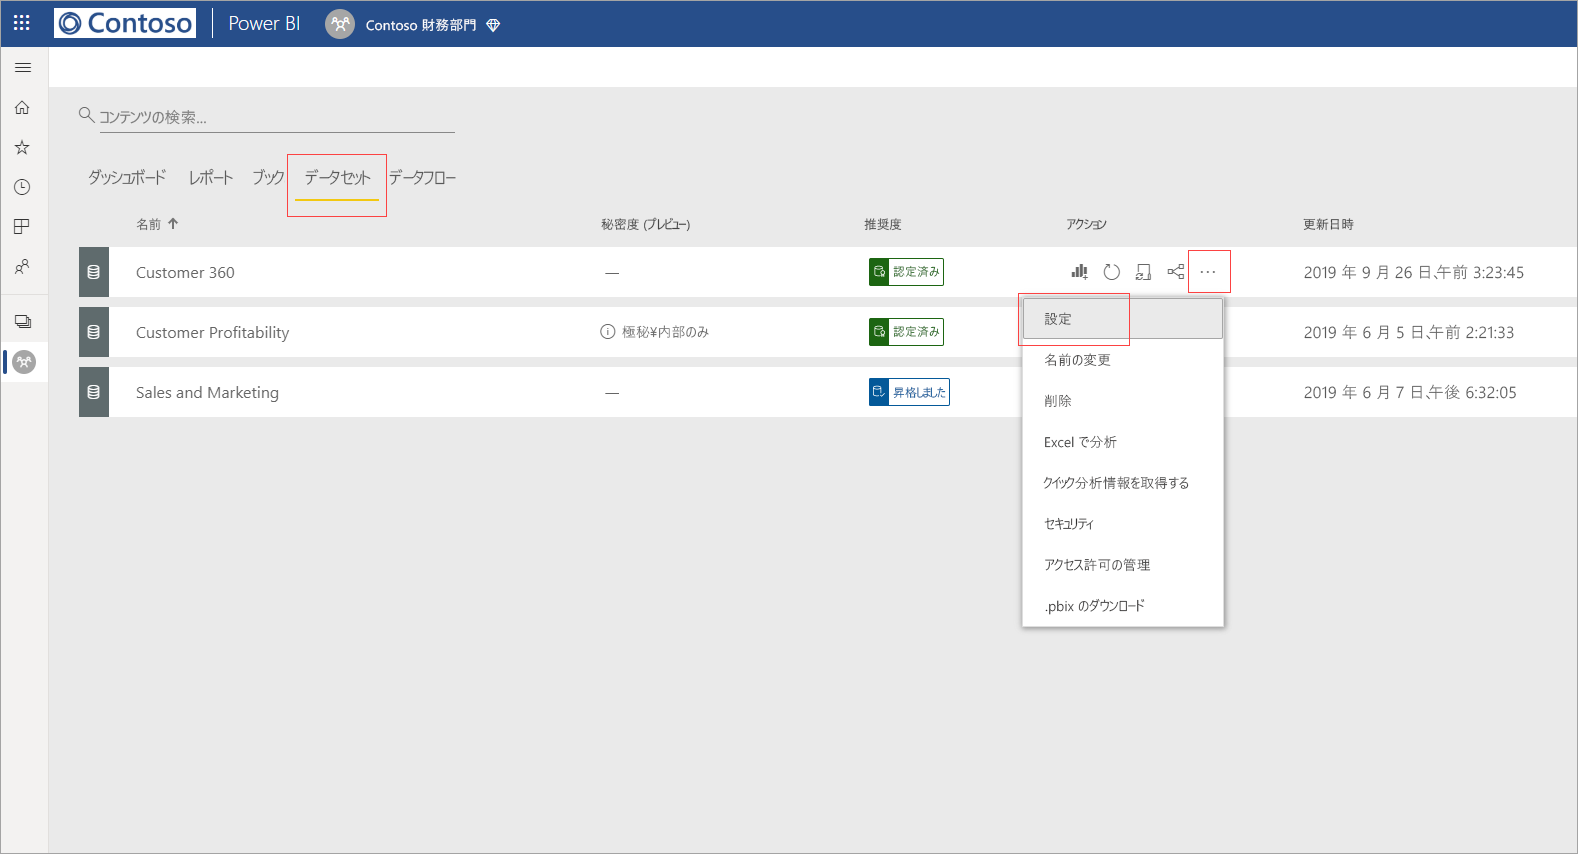 Contoso Power BI Contoso 財務部門
コンテンツの検索...
ダッシュボード レポート ブック データセット データフロー
名前 秘密度 (プレビュー) 推奨度 アクション 更新日時
Customer 360 — 認定済み ... 2019 年 9 月 26 日、午前 3:23:45
設定
Customer Profitability 極秘¥内部のみ 認定済み 2019 年 6 月 5 日、午前 2:21:33
名前の変更
Sales and Marketing — 昇格しました 2019 年 6 月 7 日、午後 6:32:05
削除
Excel で分析
クイック分析情報を取得する
セキュリティ
アクセス許可の管理
.pbix のダウンロード